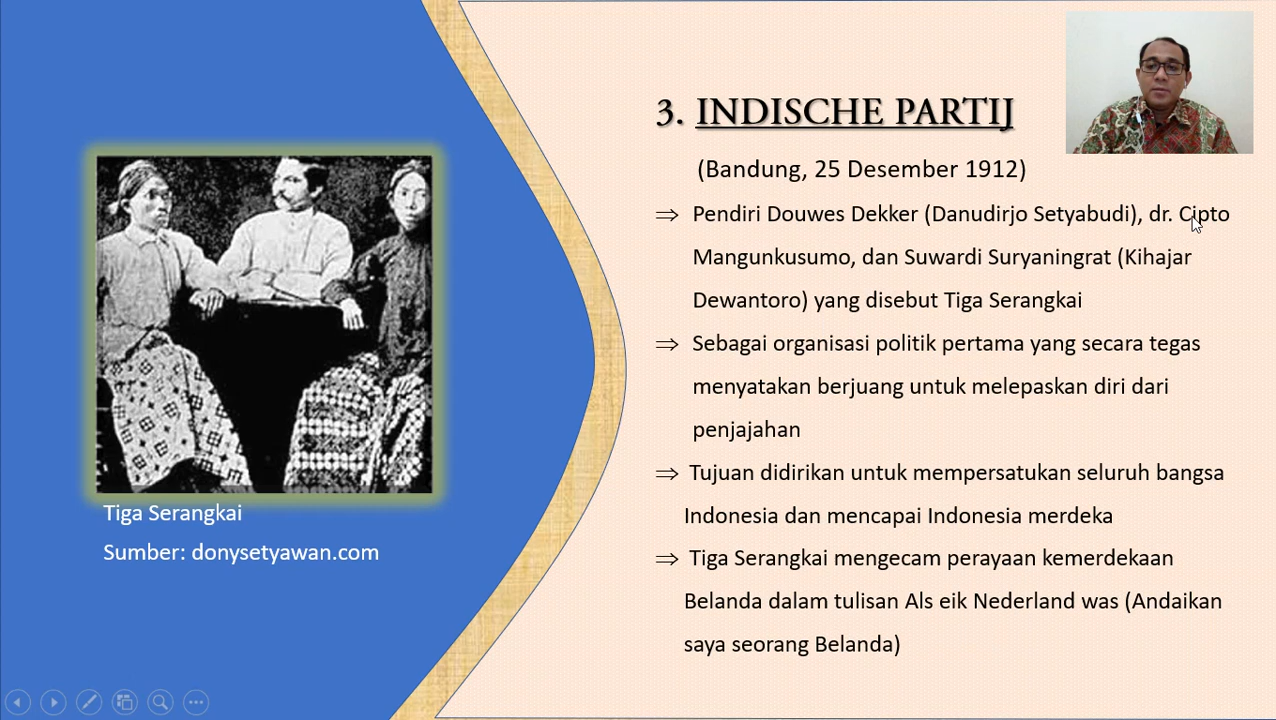 3. INDISCHE PARTIJ
(Bandung, 25 Desember 1912)
⇒ Pendiri Douwes Dekker (Danudirjo Setyabudi), dr. Cipto
Mangunkusumo, dan Suwardi Suryaningrat (Kihajar
Dewantoro) yang disebut Tiga Serangkai
⇒ Sebagai organisasi politik pertama yang secara tegas
menyatakan berjuang untuk melepaskan diri dari
penjajahan
⇒ Tujuan didirikan untuk mempersatukan seluruh bangsa
Indonesia dan mencapai Indonesia merdeka
⇒ Tiga Serangkai mengecam perayaan kemerdekaan
Belanda dalam tulisan Als eik Nederland was (Andaikan
saya seorang Belanda)
Tiga Serangkai
Sumber: donysetyawan.com